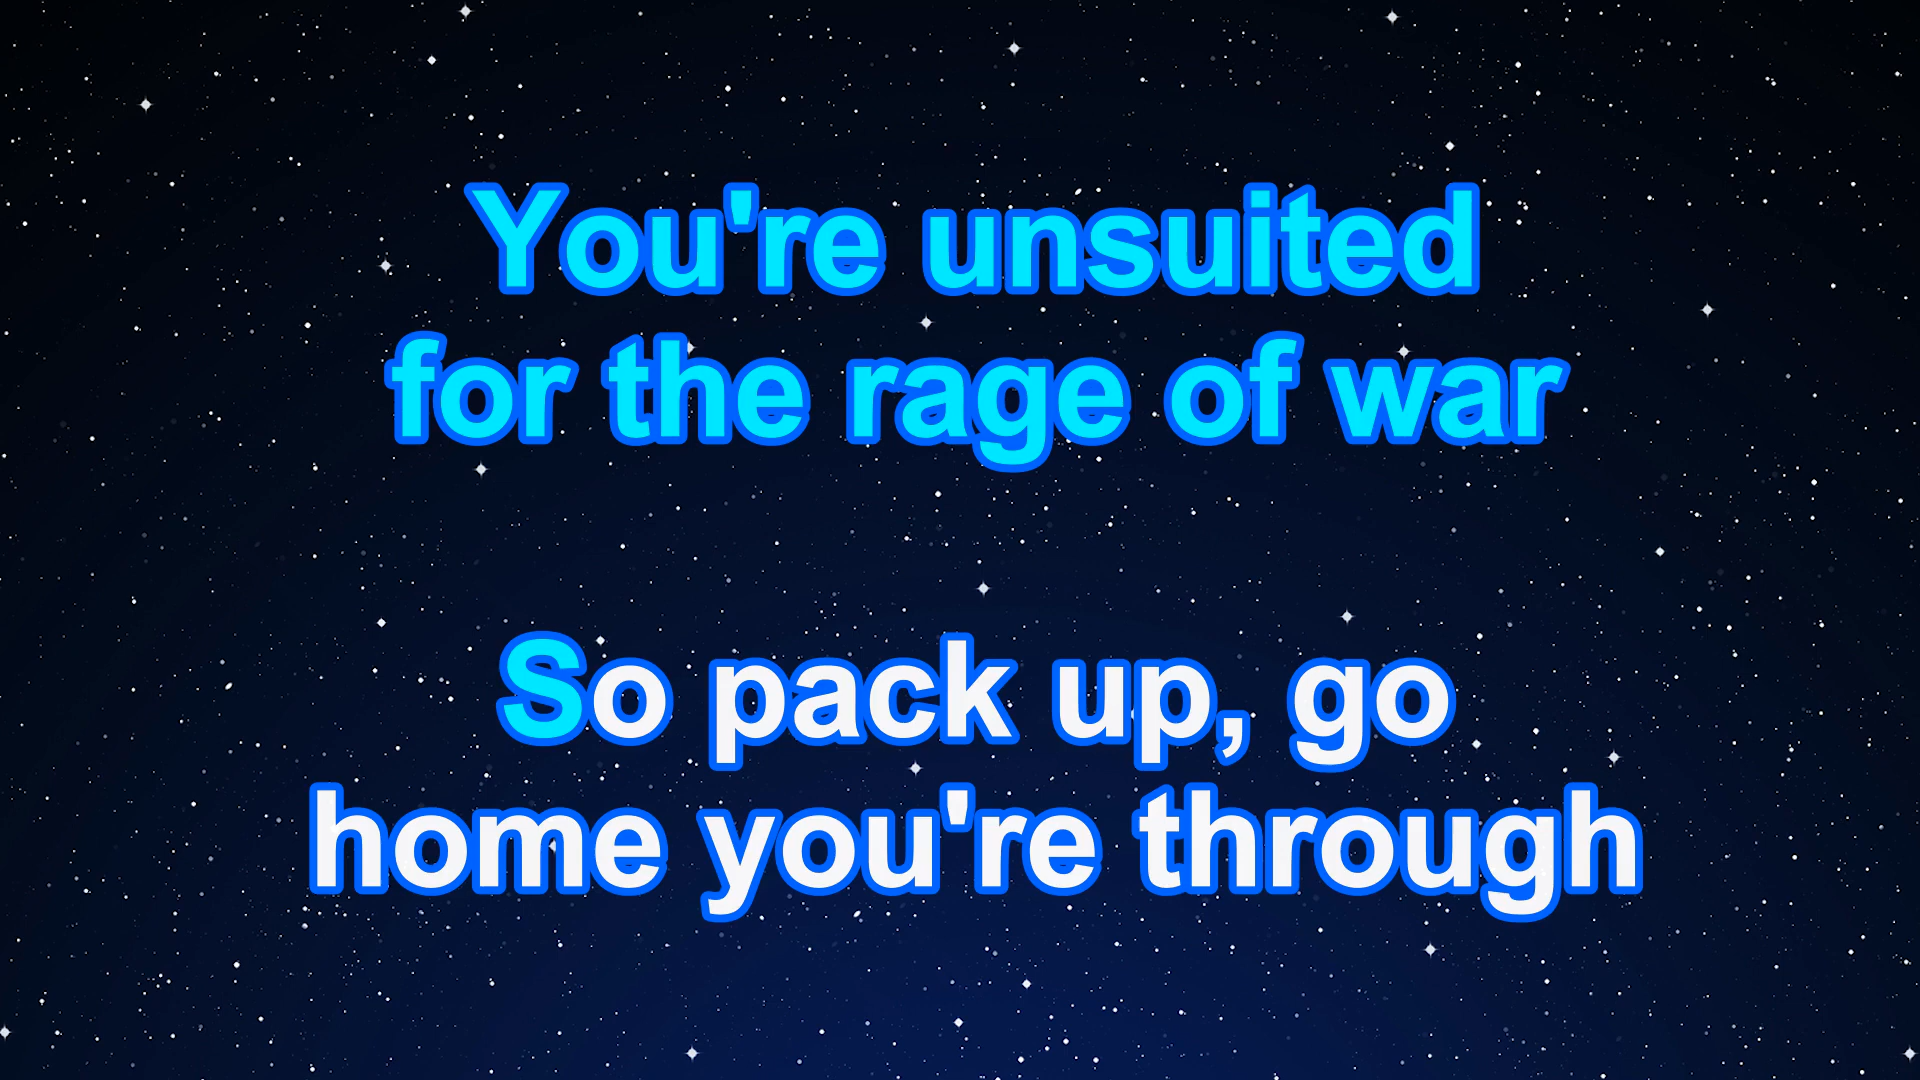 You're unsuited
for the rage of war
So pack up, go
home you're through